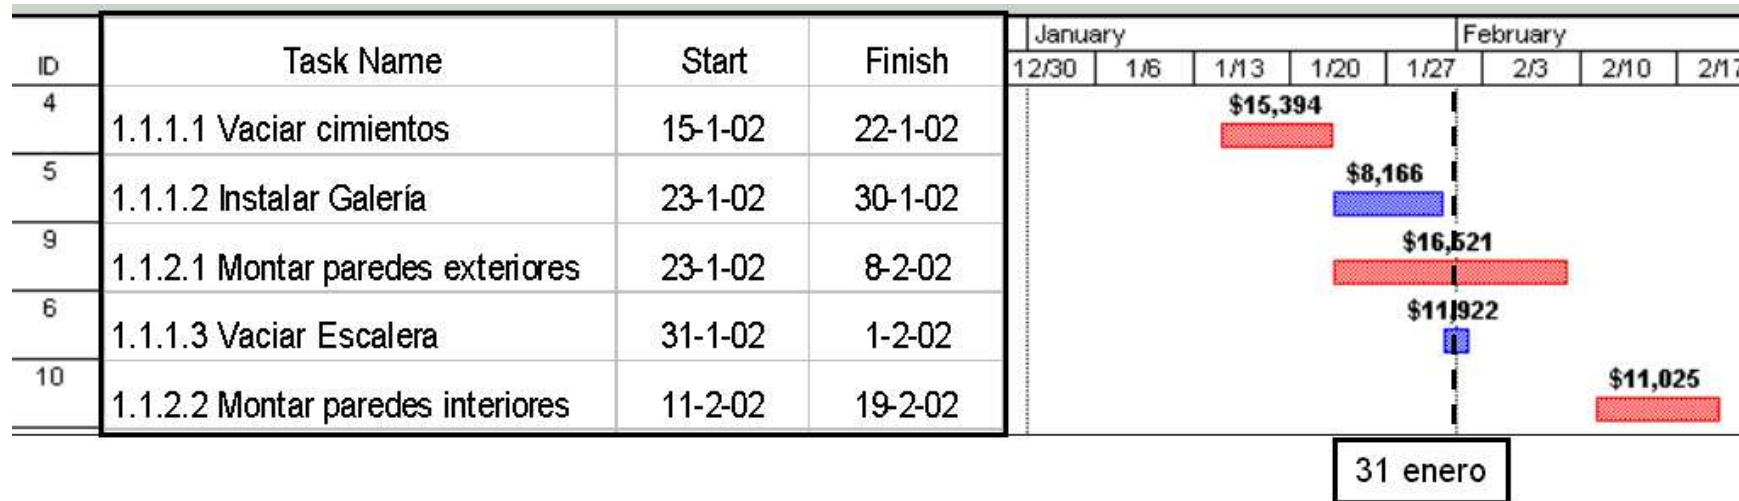 January February
ID Task Name Start Finish 12/30 1/6 1/13 1/20 1/27 2/3 2/10 2/17
4 1.1.1.1 Vaciar cimientos 15-1-02 22-1-02 $15,394
5 1.1.1.2 Instalar Galería 23-1-02 30-1-02 $8,166
9 1.1.2.1 Montar paredes exteriores 23-1-02 8-2-02 $16,521
6 1.1.1.3 Vaciar Escalera 31-1-02 1-2-02 $11,922
10 1.1.2.2 Montar paredes interiores 11-2-02 19-2-02 $11,025
31 enero